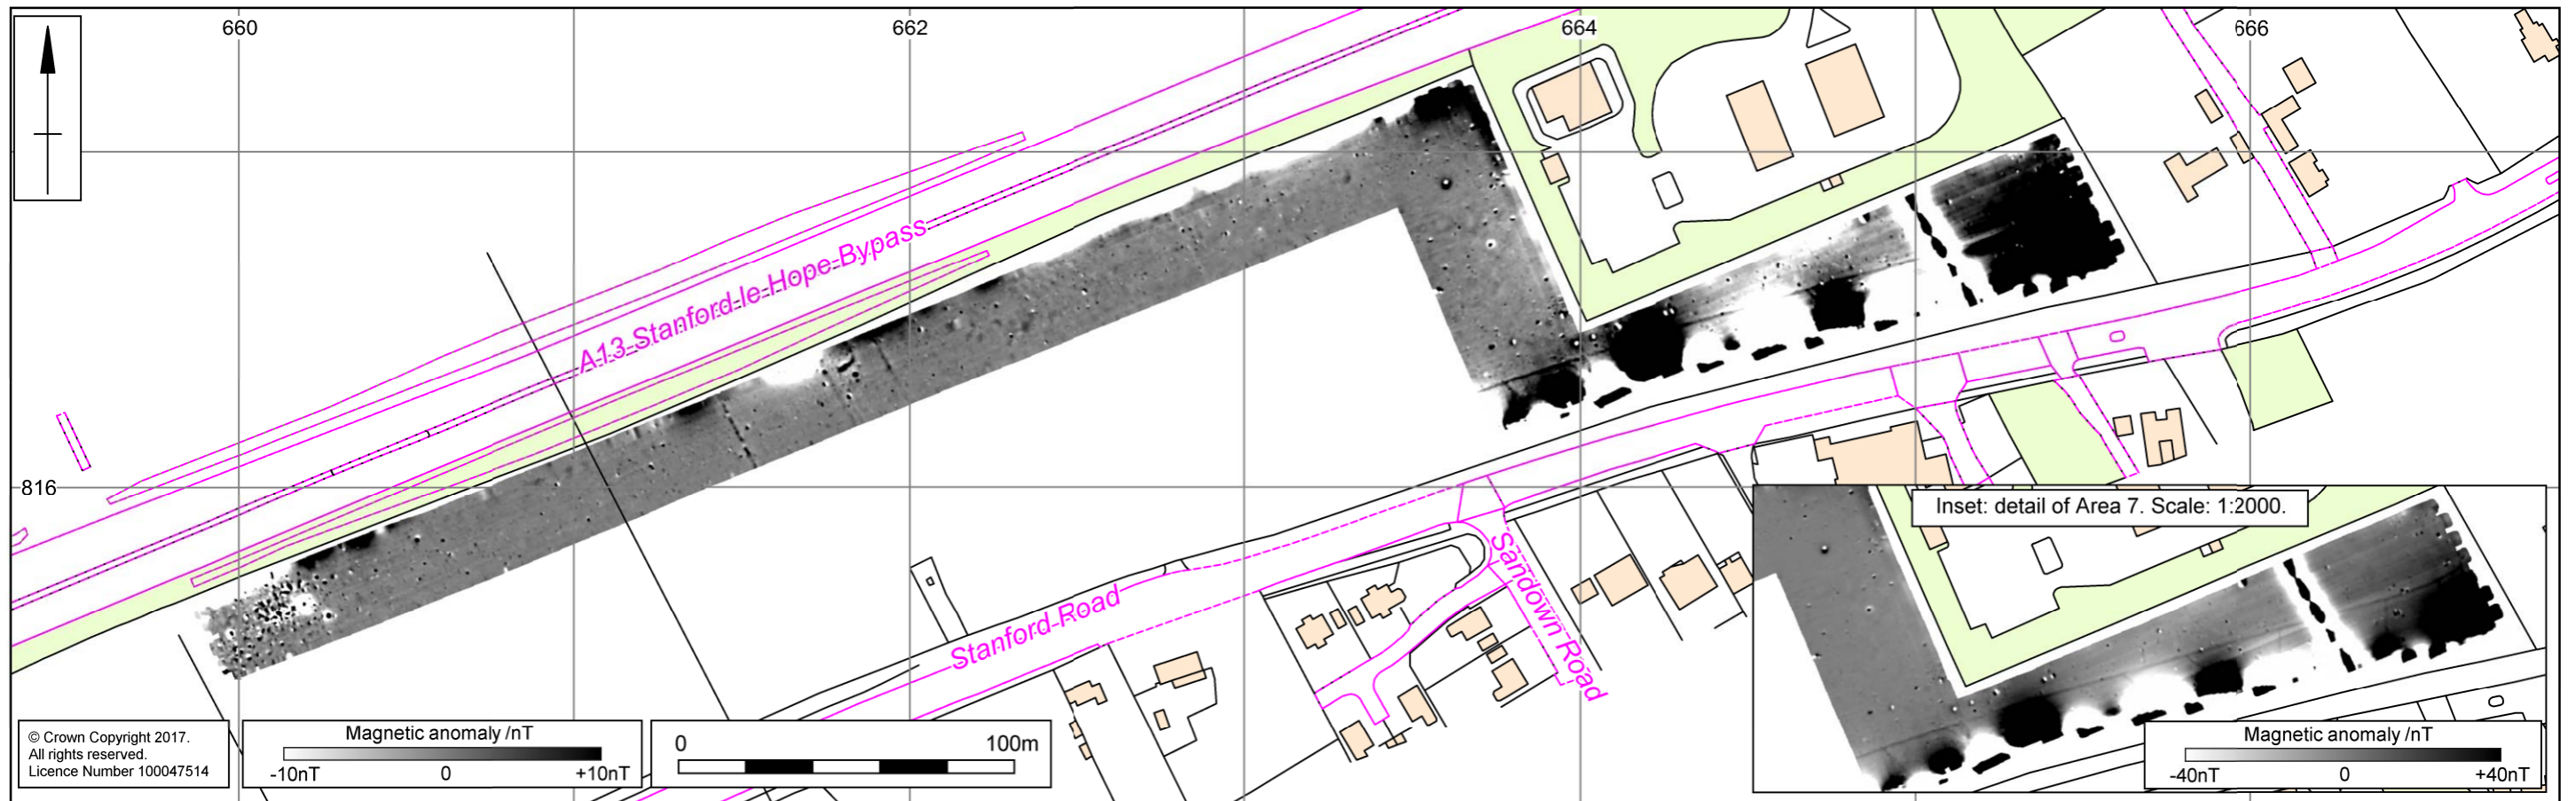 660
662
664
666
816
A13 Stanford le Hope Bypass
Stanford Road
Sandown Road
Inset: detail of Area 7. Scale: 1:2000.
© Crown Copyright 2017.
All rights reserved.
Licence Number 100047514
Magnetic anomaly /nT
-10nT 0 +10nT
0 100m
Magnetic anomaly /nT
-40nT 0 +40nT